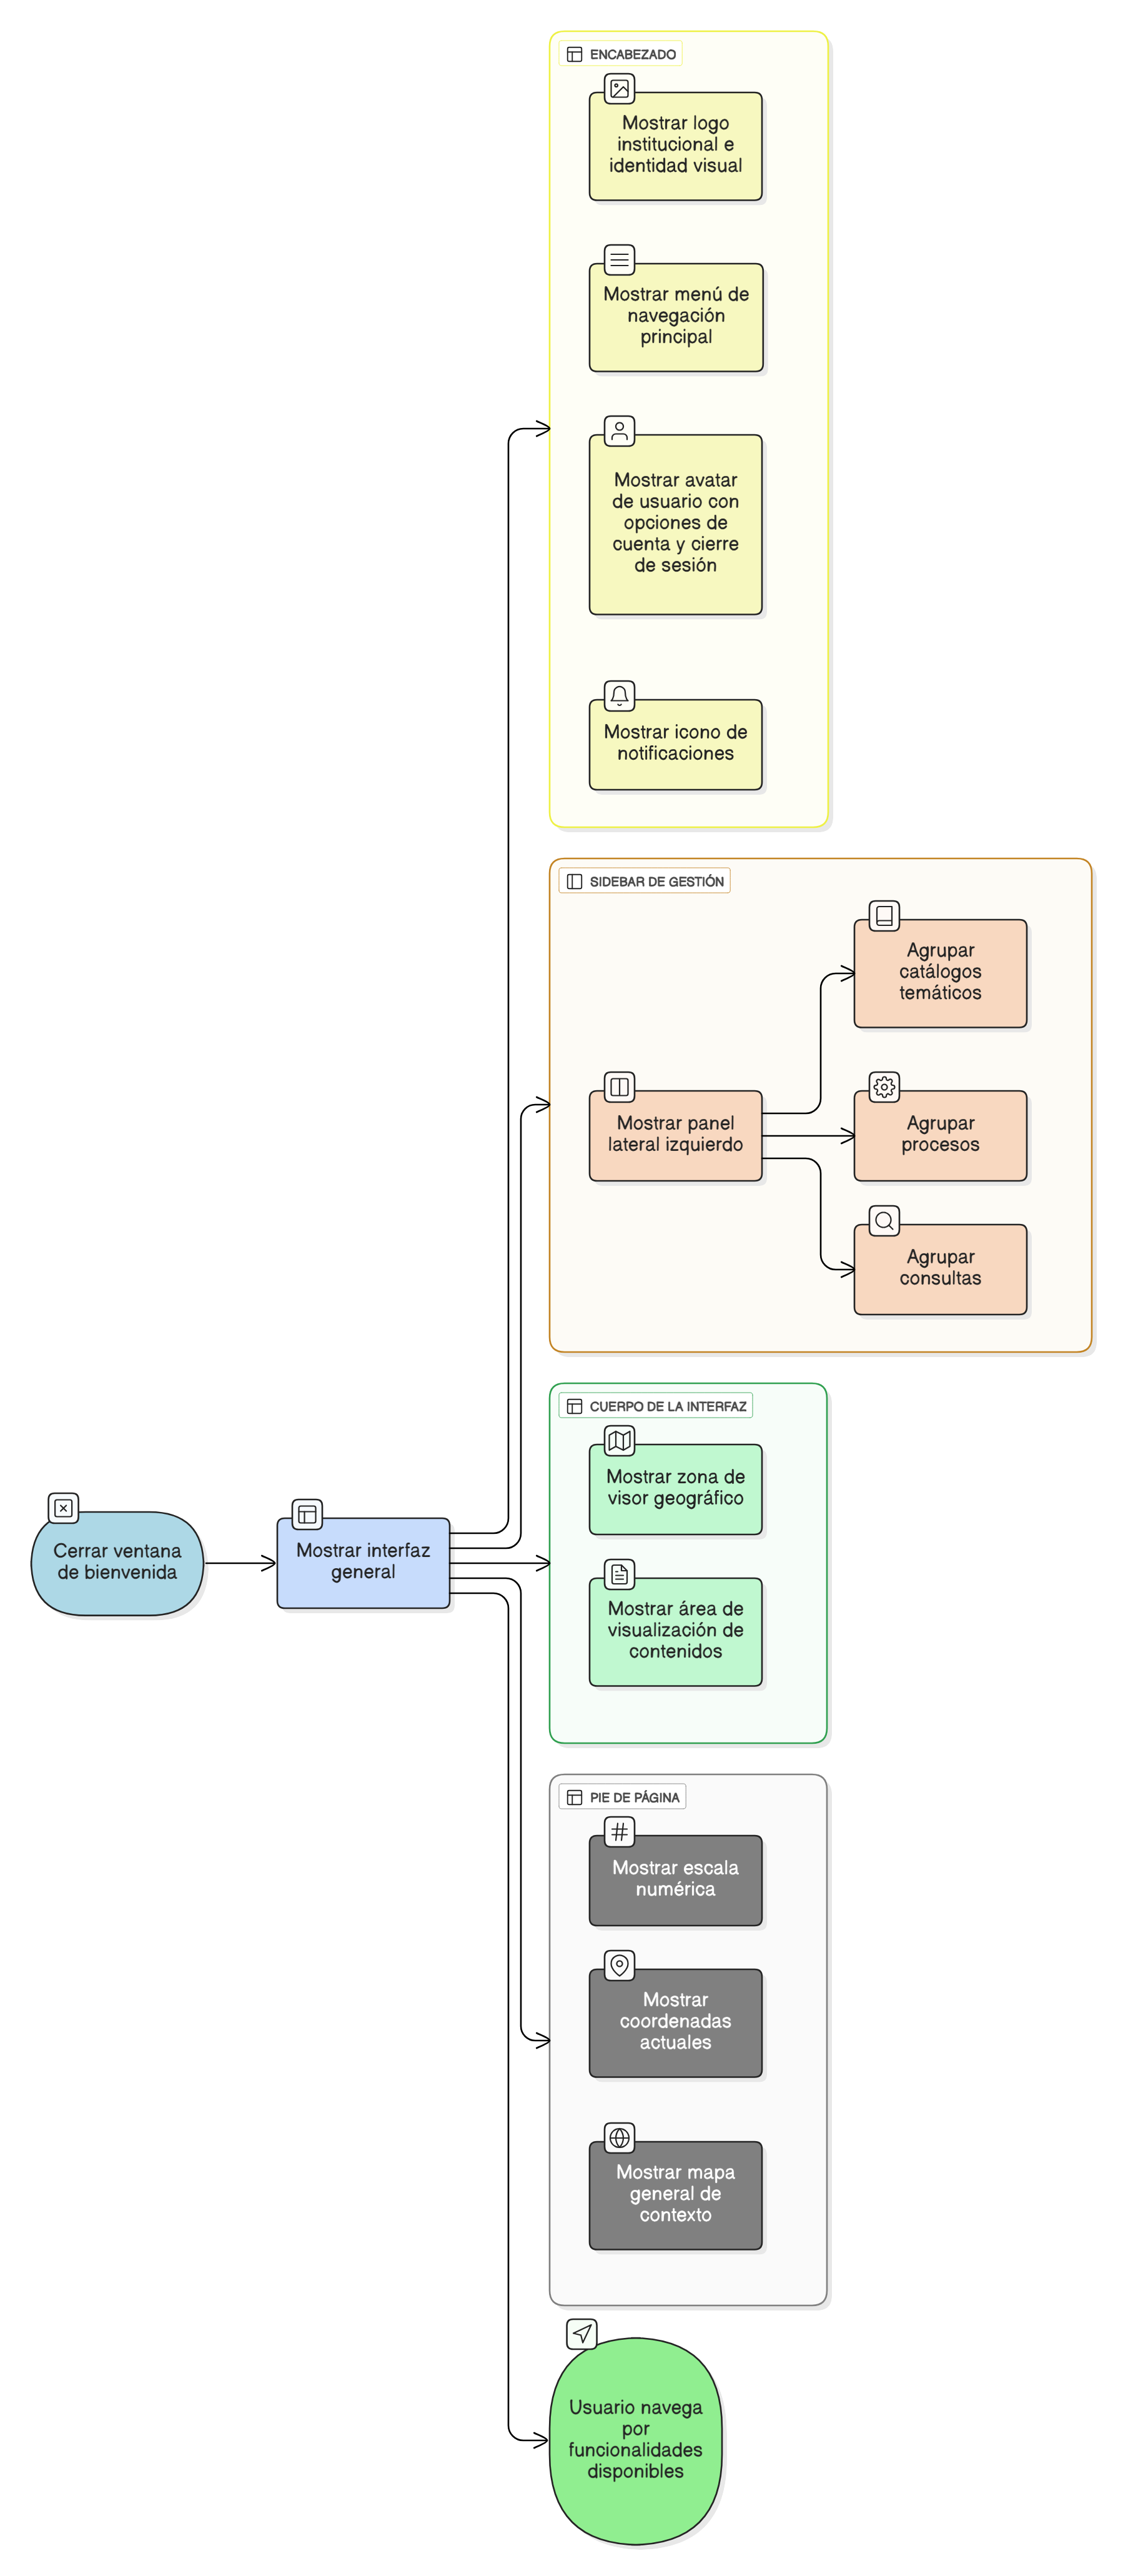 ENCABEZADO
Mostrar logo
institucional e
identidad visual
Mostrar menú de
navegación
principal
Mostrar avatar
de usuario con
opciones de
cuenta y cierre
de sesión
Mostrar icono de
notificaciones
SIDEBAR DE GESTIÓN
Mostrar panel
lateral izquierdo
Agrupar
catálogos
temáticos
Agrupar
procesos
Agrupar
consultas
Cerrar ventana
de bienvenida
Mostrar interfaz
general
CUERPO DE LA INTERFAZ
Mostrar zona de
visor geográfico
Mostrar área de
visualización de
contenidos
PIE DE PÁGINA
Mostrar escala
numérica
Mostrar
coordenadas
actuales
Mostrar mapa
general de
contexto
Usuario navega
por
funcionalidades
disponibles